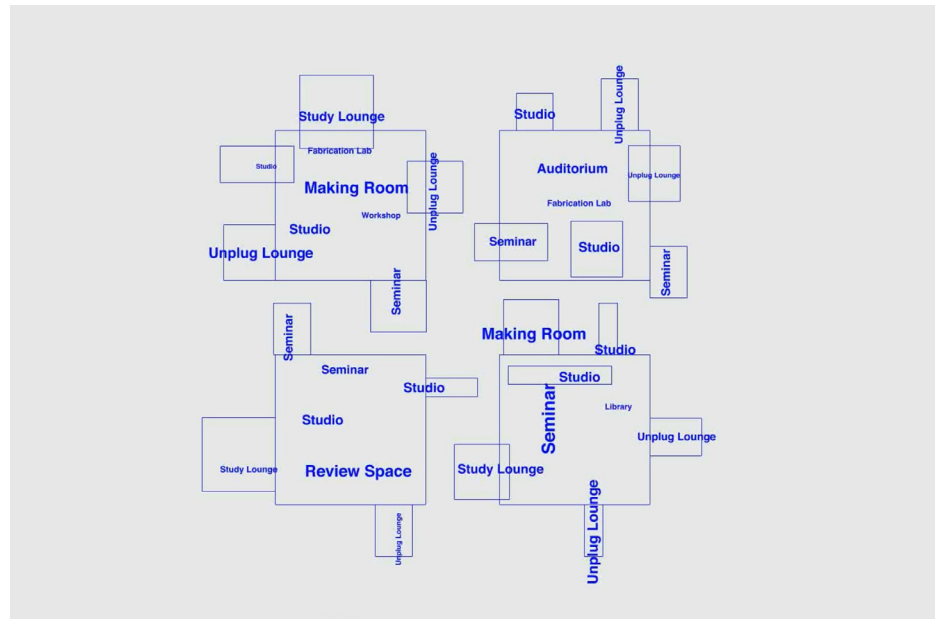 Study Lounge
Fabrication Lab
Studio
Making Room
Unplug Lounge
Workshop
Studio
Unplug Lounge
Seminar
Studio
Unplug Lounge
Auditorium
Unplug Lounge
Fabrication Lab
Seminar
Studio
Seminar
Seminar
Seminar
Studio
Studio
Study Lounge
Review Space
Unplug Lounge
Making Room
Studio
Studio
Seminar
Library
Unplug Lounge
Study Lounge
Unplug Lounge